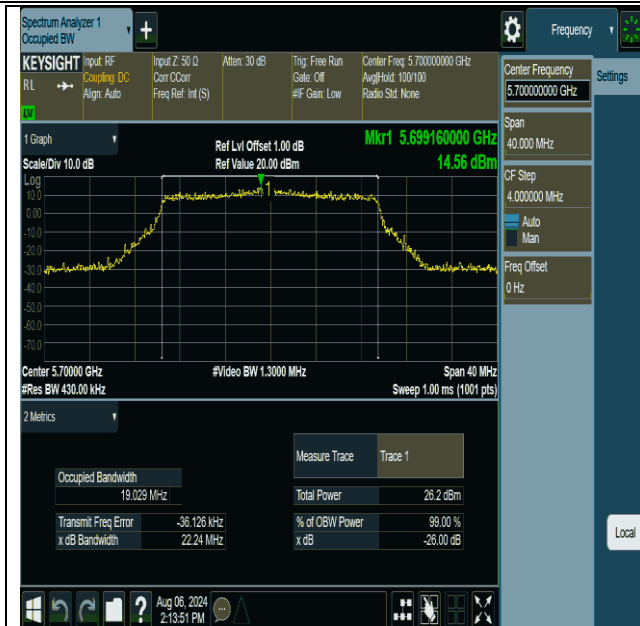 Spectrum Analyzer 1
Occupied BW
+
Frequency
KEYSIGHT
RL
LXI
Input: RF
Coupling: DC
Align: Auto
Input Z: 50 Ω
Corr CCorr
Freq Ref: Int (S)
Atten: 30 dB
Trig: Free Run
Gate: Off
#IF Gain: Low
Center Freq: 5.700000000 GHz
Avg|Hold: 100/100
Radio Std: None
Center Frequency
5.700000000 GHz
Settings
Span
40.000 MHz
CF Step
4.000000 MHz
Auto
Man
Freq Offset
0 Hz
Local
1 Graph
Scale/Div 10.0 dB
Ref Lvl Offset 1.00 dB
Ref Value 20.00 dBm
Mkr1 5.699160000 GHz
14.56 dBm
Log
10.0
0.00
-10.0
-20.0
-30.0
-40.0
-50.0
-60.0
-70.0
1
Center 5.70000 GHz
#Res BW 430.00 kHz
#Video BW 1.3000 MHz
Span 40 MHz
Sweep 1.00 ms (1001 pts)
2 Metrics
Measure Trace Trace 1
Occupied Bandwidth
19.029 MHz
Total Power 26.2 dBm
Transmit Freq Error -36.126 kHz
% of OBW Power 99.00 %
x dB Bandwidth 22.24 MHz
x dB -26.00 dB
?
Aug 06, 2024
2:13:51 PM